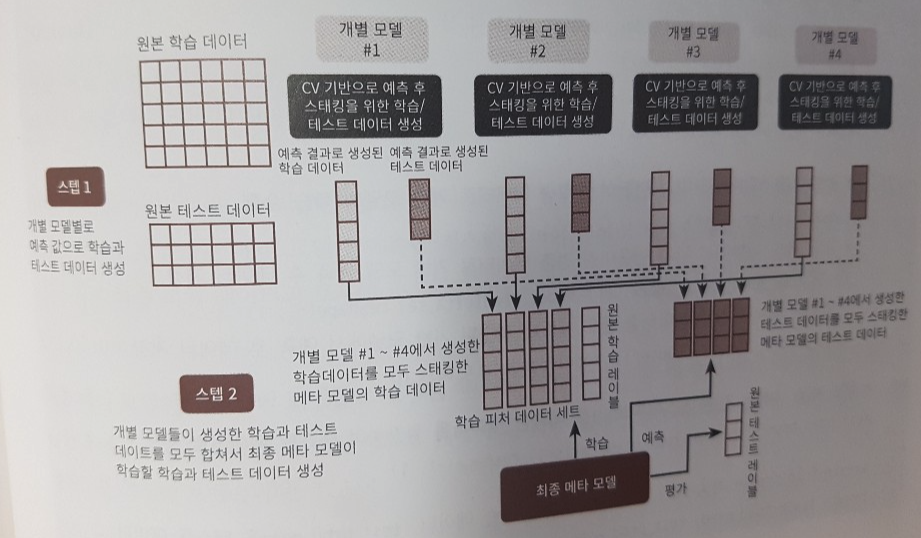 원본 학습 데이터
개별 모델
#1
개별 모델
#2
개별 모델
#3
개별 모델
#4
CV 기반으로 예측 후
스태킹을 위한 학습/
테스트 데이터 생성
CV 기반으로 예측 후
스태킹을 위한 학습/
테스트 데이터 생성
CV 기반으로 예측 후
스태킹을 위한 학습/
테스트 데이터 생성
CV 기반으로 예측 후
스태킹을 위한 학습/
테스트 데이터 생성
예측 결과로 생성된
학습 데이터
예측 결과로 생성된
테스트 데이터
스텝 1
개별 모델별로
예측 값으로 학습과
테스트 데이터 생성
원본 테스트 데이터
개별 모델 #1 ~ #4에서 생성한
학습데이터를 모두 스태킹한
메타 모델의 학습 데이터
원본 학습 레이블
개별 모델 #1 ~ #4에서 생성한
테스트 데이터를 모두 스태킹한
메타 모델의 테스트 데이터
스텝 2
개별 모델들이 생성한 학습과 테스트
데이트를 모두 합쳐서 최종 메타 모델이
학습할 학습과 테스트 데이터 생성
학습 피처 데이터 세트
학습
예측
원본 테스트 레이블
최종 메타 모델
평가